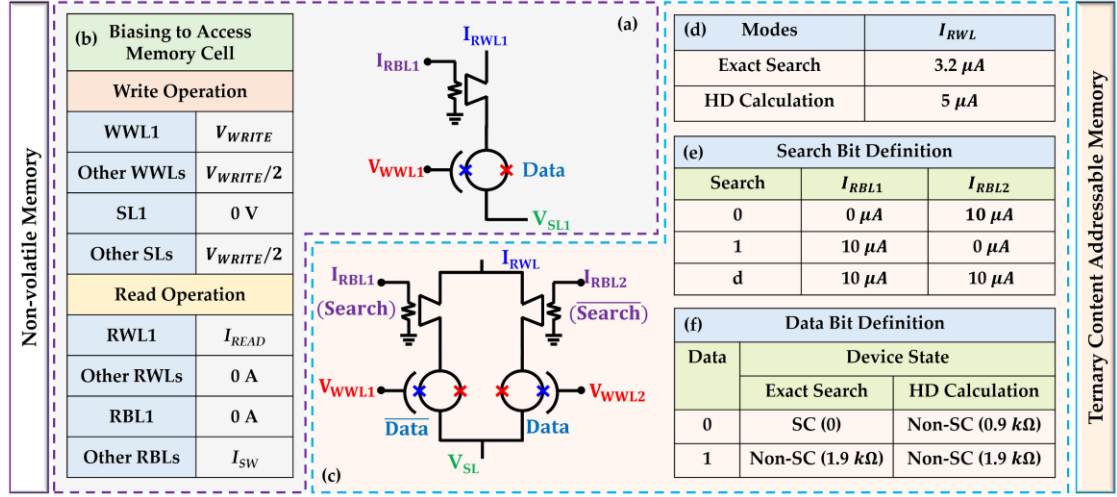 Non-volatile Memory
(b) Biasing to Access
Memory Cell
Write Operation
WWL1 V_WRITE
Other WWLs V_WRITE/2
SL1 0 V
Other SLs V_WRITE/2
Read Operation
RWL1 I_READ
Other RWLs 0 A
RBL1 0 A
Other RBLs I_SW
(a)
I_RWL1
I_RBL1
V_WWL1
Data
V_SL1
(c)
I_RWL
I_RBL1
(Search)
I_RBL2
(S̅e̅a̅r̅c̅h̅)
V_WWL1
V_WWL2
D̅a̅t̅a̅
Data
V_SL
(d) Modes I_RWL
Exact Search 3.2 μA
HD Calculation 5 μA
(e) Search Bit Definition
Search I_RBL1 I_RBL2
0 0 μA 10 μA
1 10 μA 0 μA
d 10 μA 10 μA
(f) Data Bit Definition
Data Device State
Exact Search HD Calculation
0 SC (0) Non-SC (0.9 kΩ)
1 Non-SC (1.9 kΩ) Non-SC (1.9 kΩ)
Ternary Content Addressable Memory